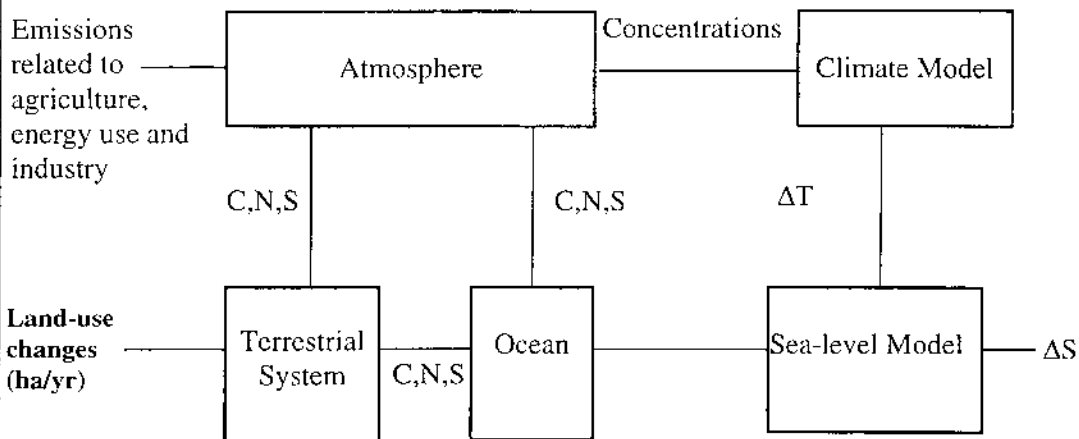 Emissions
related to
agriculture,
energy use and
industry
Atmosphere
Concentrations
Climate Model
C,N,S
C,N,S
ΔT
Land-use
changes
(ha/yr)
Terrestrial
System
C,N,S
Ocean
Sea-level Model
ΔS